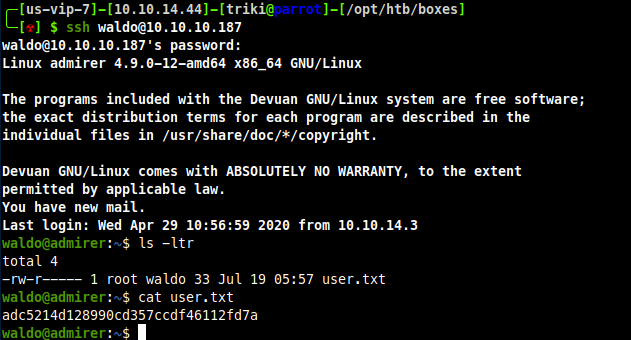 ┌─[us-vip-7]-[10.10.14.44]-[triki@parrot]-[/opt/htb/boxes]
└─[☢] $ ssh waldo@10.10.10.187
waldo@10.10.10.187's password:
Linux admirer 4.9.0-12-amd64 x86_64 GNU/Linux
The programs included with the Devuan GNU/Linux system are free software;
the exact distribution terms for each program are described in the
individual files in /usr/share/doc/*/copyright.
Devuan GNU/Linux comes with ABSOLUTELY NO WARRANTY, to the extent
permitted by applicable law.
You have new mail.
Last login: Wed Apr 29 10:56:59 2020 from 10.10.14.3
waldo@admirer:~$ ls -ltr
total 4
-rw-r----- 1 root waldo 33 Jul 19 05:57 user.txt
waldo@admirer:~$ cat user.txt
adc5214d128990cd357ccdf46112fd7a
waldo@admirer:~$